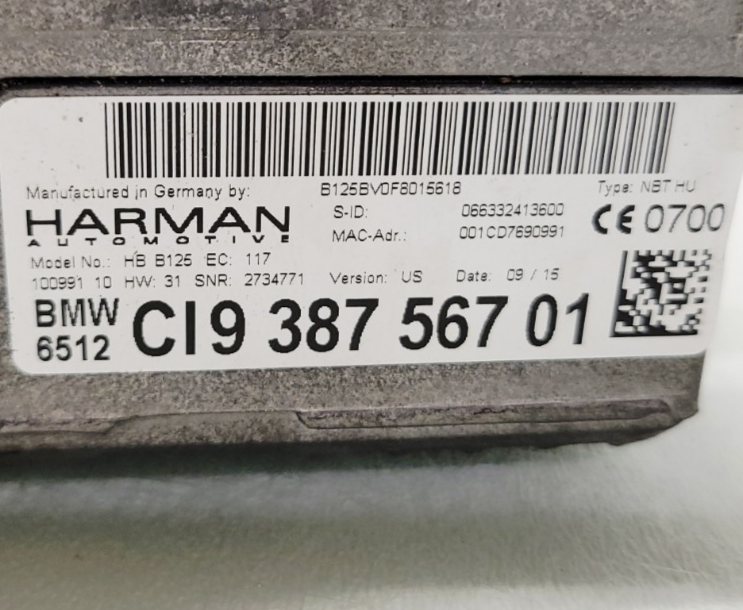 Manufactured in Germany by:
HARMAN
AUTOMOTIVE
Model No.: HB B125 EC: 117
100991 10 HW: 31 SNR: 2734771
B125BV0F8015618
S-ID: 066332413600
MAC-Adr.: 001CD7690991
Version: US Date: 09 / 15
Type: NBT HU
CE 0700
BMW
6512
CI9 387 567 01